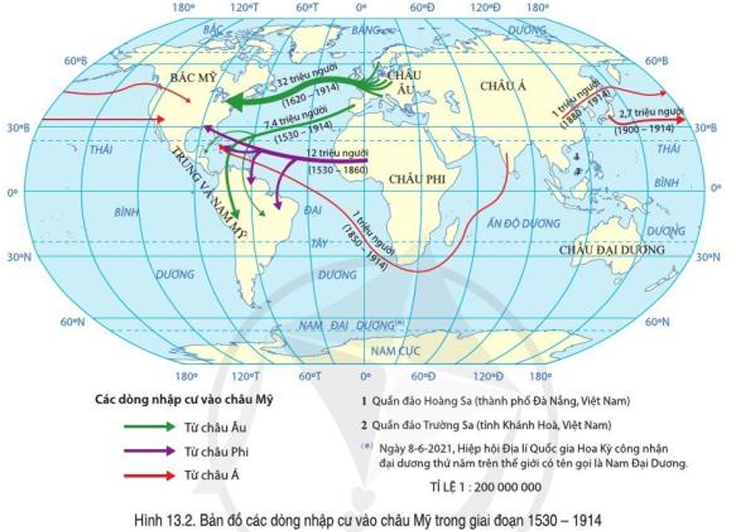 180° 120°T 60°T 0° 60°Đ 120°Đ 180°
BẮC
BĂNG
DƯƠNG
60°B
60°B
BẮC MỸ
32 triệu người
(1620 – 1914)
CHÂU
ÂU
CHÂU Á
1 triệu người
(1880 – 1914)
2,7 triệu người
(1900 – 1914)
7,4 triệu người
(1530 – 1914)
30°B
30°B
THÁI
THÁI
12 triệu người
(1530 – 1860)
TRUNG VÀ NAM MỸ
CHÂU PHI
0°
0°
BÌNH
BÌNH
ĐẠI
TÂY
DƯƠNG
1 triệu người
(1850 – 1914)
ẤN ĐỘ DƯƠNG
1
2
DƯƠNG
CHÂU ĐẠI DƯƠNG
30°N
30°N
DƯƠNG
60°N
60°N
NAM ĐẠI DƯƠNG(*)
NAM CỰC
180° 120°T 60°T 0° 60°Đ 120°Đ 180°
Các dòng nhập cư vào châu Mỹ
Từ châu Âu
Từ châu Phi
Từ châu Á
1 Quần đảo Hoàng Sa (thành phố Đà Nẵng, Việt Nam)
2 Quần đảo Trường Sa (tỉnh Khánh Hoà, Việt Nam)
(*) Ngày 8-6-2021, Hiệp hội Địa lí Quốc gia Hoa Kỳ công nhận
đại dương thứ năm trên thế giới có tên gọi là Nam Đại Dương.
TỈ LỆ 1 : 200 000 000
Hình 13.2. Bản đồ các dòng nhập cư vào châu Mỹ trong giai đoạn 1530 – 1914